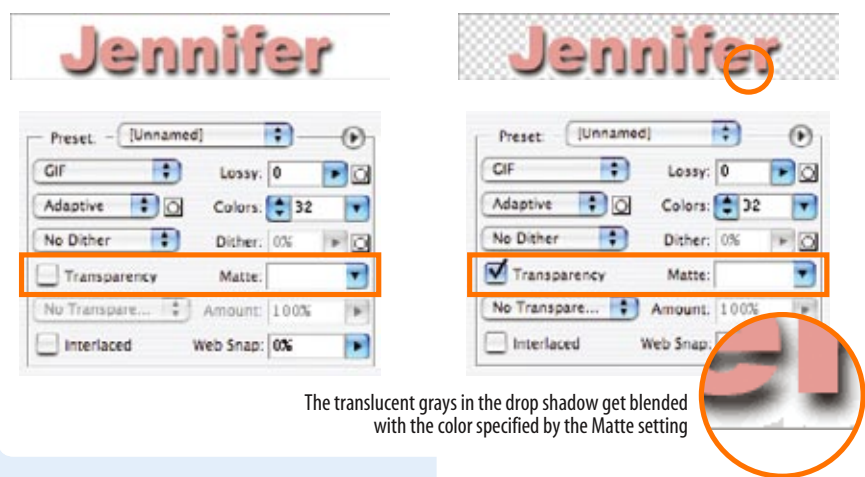 Jennifer
Jennifer
Preset: [Unnamed]
GIF Lossy: 0
Adaptive Colors: 32
No Dither Dither: 0%
Transparency Matte:
No Transpare... Amount: 100%
Interlaced Web Snap: 0%
Preset: [Unnamed]
GIF Lossy: 0
Adaptive Colors: 32
No Dither Dither: 0%
Transparency Matte:
No Transpare... Amount: 100%
Interlaced Web Snap:
The translucent grays in the drop shadow get blended
with the color specified by the Matte setting